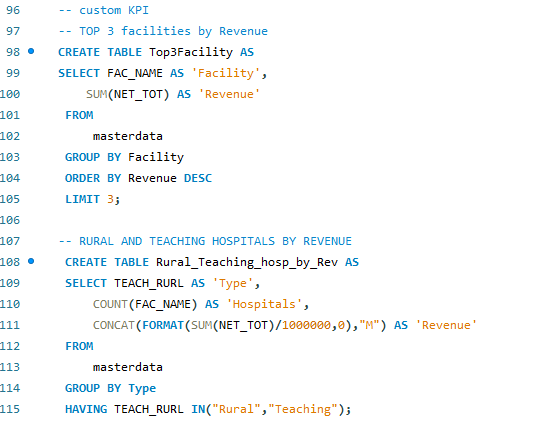 96 -- custom KPI
97 -- TOP 3 facilities by Revenue
98 CREATE TABLE Top3Facility AS
99 SELECT FAC_NAME AS 'Facility',
100 SUM(NET_TOT) AS 'Revenue'
101 FROM
102 masterdata
103 GROUP BY Facility
104 ORDER BY Revenue DESC
105 LIMIT 3;
106
107 -- RURAL AND TEACHING HOSPITALS BY REVENUE
108 CREATE TABLE Rural_Teaching_hosp_by_Rev AS
109 SELECT TEACH_RURL AS 'Type',
110 COUNT(FAC_NAME) AS 'Hospitals',
111 CONCAT(FORMAT(SUM(NET_TOT)/1000000,0),"M") AS 'Revenue'
112 FROM
113 masterdata
114 GROUP BY Type
115 HAVING TEACH_RURL IN("Rural","Teaching");